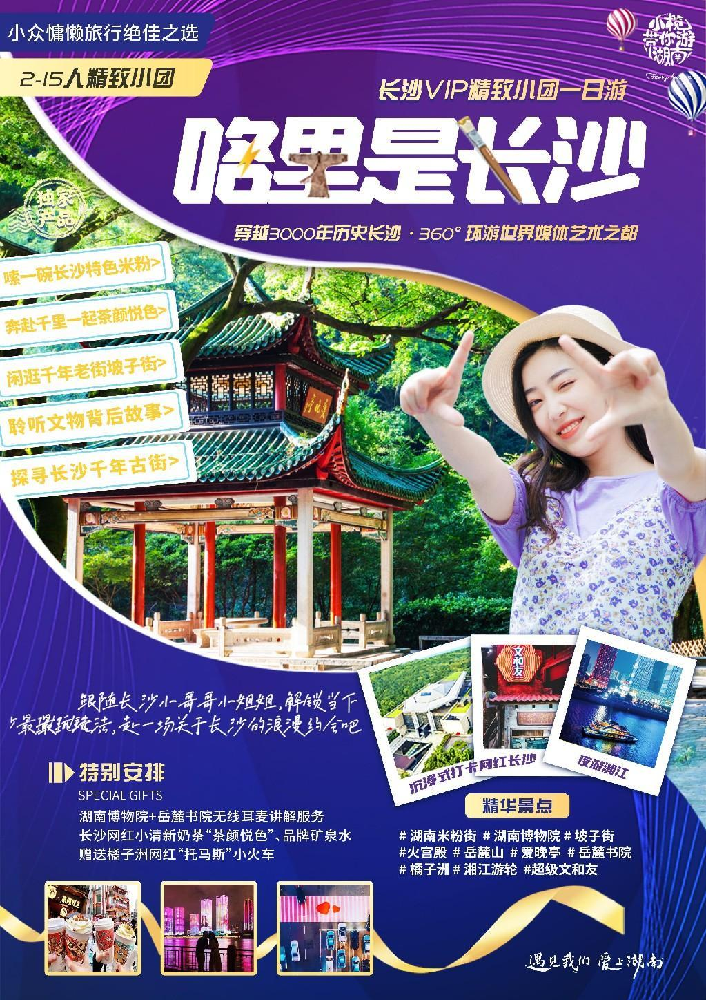 小众慵懒旅行绝佳之选
2-15人精致小团
小榄
带你游
湖南
长沙VIP精致小团一日游
咯里是长沙
穿越3000年历史长沙·360°环游世界媒体艺术之都
独家
产品
嗦一碗长沙特色米粉>
奔赴千里一起茶颜悦色>
闲逛千年老街坡子街>
聆听文物背后故事>
探寻长沙千年古街>
爱晚亭
文和友
沉漫式打卡网红长沙
夜游湘江
跟随长沙小哥哥小姐姐,解锁当下
法,赴一场关于长沙的浪漫约会吧
特别安排
SPECIAL GIFTS
湖南博物院+岳麓书院无线耳麦讲解服务
长沙网红小清新奶茶“茶颜悦色”、品牌矿泉水
赠送橘子洲网红“托马斯”小火车
精华景点
# 湖南米粉街 # 湖南博物院 # 坡子街
#火宫殿 # 岳麓山 # 爱晚亭 # 岳麓书院
# 橘子洲 # 湘江游轮 #超级文和友
遇见我们 爱上湖南